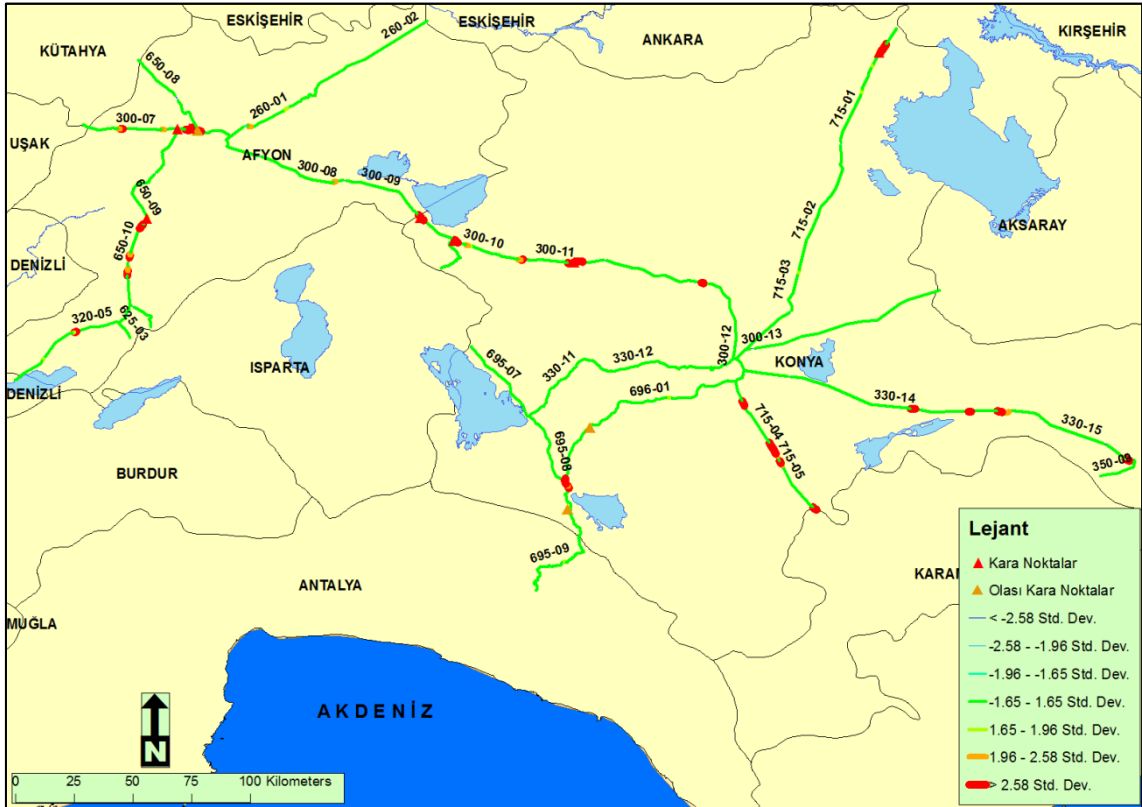 ESKİŞEHİR
ESKİŞEHİR
260-02
ANKARA
KIRŞEHİR
KÜTAHYA
650-08
260-01
715-01
300-07
UŞAK
AFYON
300-08
300-09
650-09
715-02
AKSARAY
650-10
300-10
300-11
DENİZLİ
715-03
320-05
625-03
300-12
300-13
ISPARTA
695-07
330-11
330-12
KONYA
DENİZLİ
696-01
330-14
715-04
715-05
330-15
695-08
350-09
BURDUR
695-09
ANTALYA
KARAM
MUĞLA
AKDENİZ
N
0 25 50 75 100 Kilometers
Lejant
Kara Noktalar
Olası Kara Noktalar
< -2.58 Std. Dev.
-2.58 - -1.96 Std. Dev.
-1.96 - -1.65 Std. Dev.
-1.65 - 1.65 Std. Dev.
1.65 - 1.96 Std. Dev.
1.96 - 2.58 Std. Dev.
> 2.58 Std. Dev.